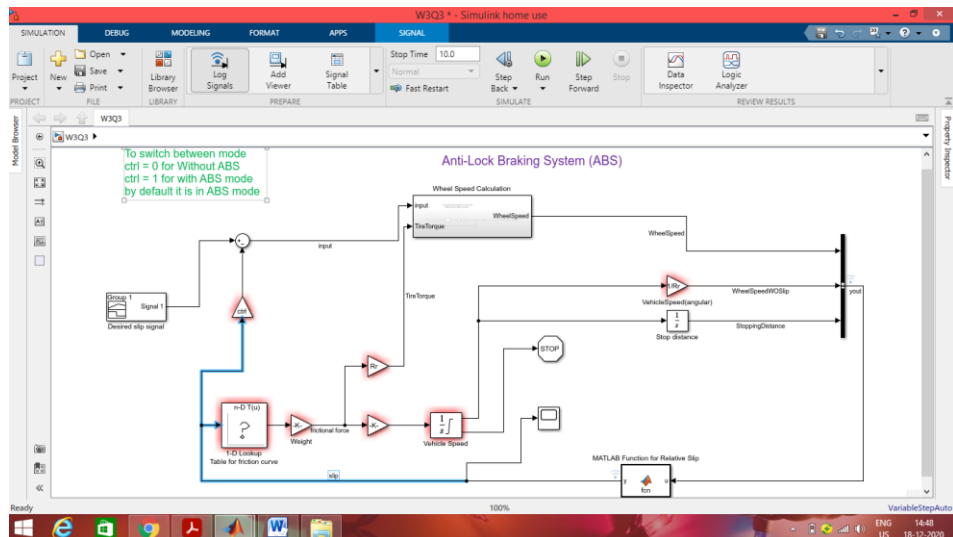 W3Q3 * - Simulink home use
SIMULATION DEBUG MODELING FORMAT APPS SIGNAL
Project
New
Open
Save
Print
Library Browser
Log Signals
Add Viewer
Signal Table
Stop Time 10.0
Normal
Fast Restart
Step Back
Run
Step Forward
Stop
Data Inspector
Logic Analyzer
PROJECT FILE LIBRARY PREPARE SIMULATE REVIEW RESULTS
Model Browser
Property Inspector
W3Q3
W3Q3
To switch between mode
ctrl = 0 for Without ABS
ctrl = 1 for with ABS mode
by default it is in ABS mode
Anti-Lock Braking System (ABS)
Wheel Speed Calculation
input
TireTorque
WheelSpeed
WheelSpeed
input
Group 1
Signal 1
Desired slip signal
ctrl
TireTorque
1/Rr
VehicleSpeed(angular)
WheelSpeedWOSlip
yout
1
s
Stop distance
StoppingDistance
STOP
Rr
n-D T(u)
?
1-D Lookup
Table for friction curve
-K-
Weight
frictional force
-K-
1
s
Vehicle Speed
slip
MATLAB Function for Relative Slip
y
u
fcn
Ready
100%
VariableStepAuto
ENG
US
14:48
18-12-2020